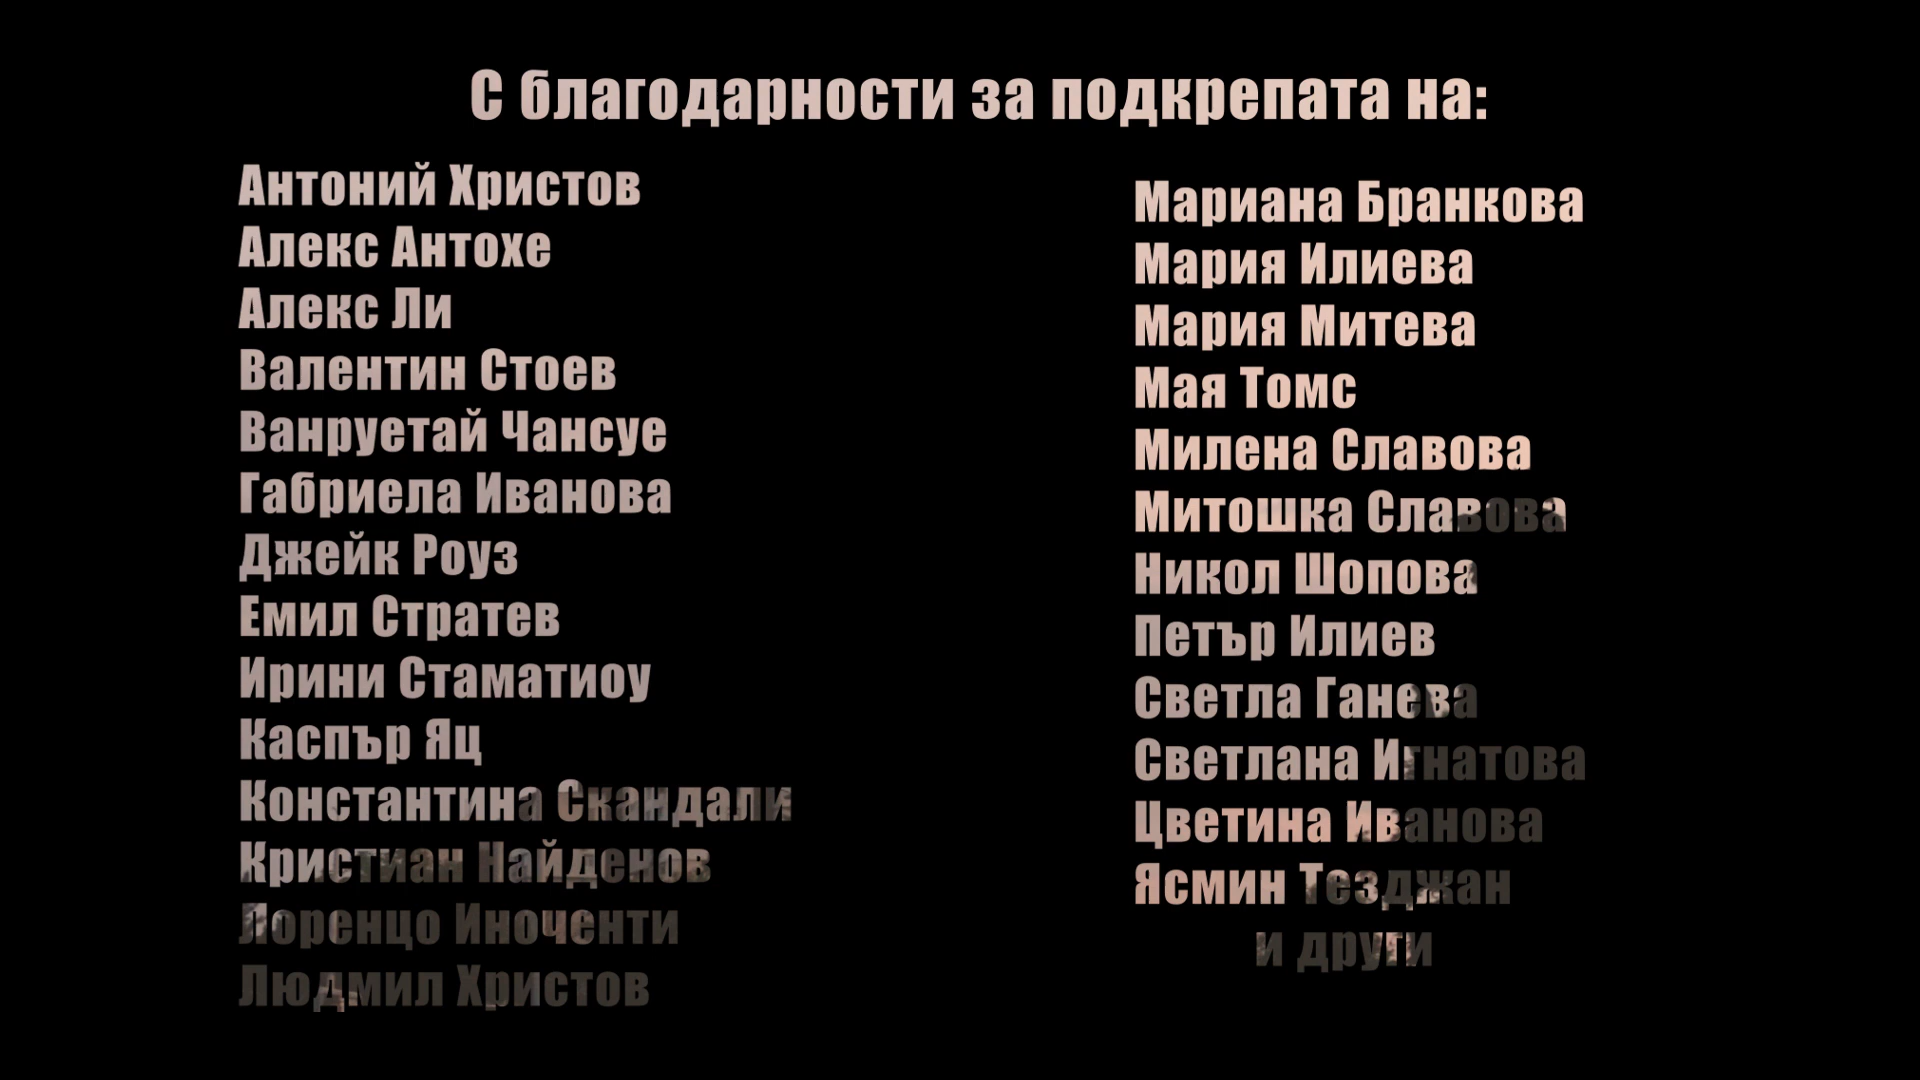 С благодарности за подкрепата на:
Антоний Христов
Алекс Антохе
Алекс Ли
Валентин Стоев
Ванруетай Чансуе
Габриела Иванова
Джейк Роуз
Емил Стратев
Ирини Стаматиоу
Каспър Яц
Константина Скандали
Кристиан Найденов
Лоренцо Иноченти
Людмил Христов
Мариана Бранкова
Мария Илиева
Мария Митева
Мая Томс
Милена Славова
Митошка Славова
Никол Шопова
Петър Илиев
Светла Ганева
Светлана Игнатова
Цветина Иванова
Ясмин Тезджан
и други